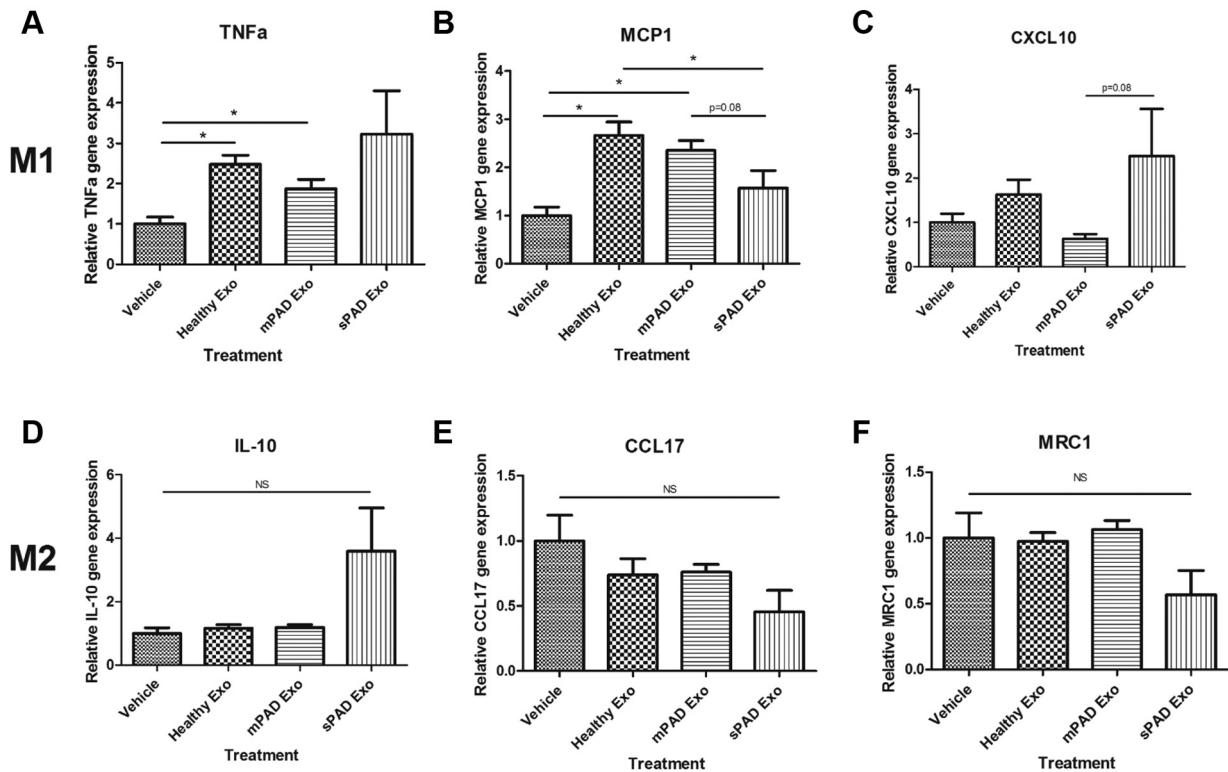 A
TNFa
Relative TNFa gene expression
5
4
3
2
1
0
*
*
Vehicle
Healthy Exo
mPAD Exo
sPAD Exo
Treatment
B
MCP1
Relative MCP1 gene expression
4
3
2
1
0
*
*
*
p=0.08
Vehicle
Healthy Exo
mPAD Exo
sPAD Exo
Treatment
C
CXCL10
Relative CXCL10 gene expression
4
3
2
1
0
p=0.08
Vehicle
Healthy Exo
mPAD Exo
sPAD Exo
Treatment
M1
D
IL-10
Relative IL-10 gene expression
6
4
2
0
NS
Vehicle
Healthy Exo
mPAD Exo
sPAD Exo
Treatment
E
CCL17
Relative CCL17 gene expression
1.5
1.0
0.5
0.0
NS
Vehicle
Healthy Exo
mPAD Exo
sPAD Exo
Treatment
F
MRC1
Relative MRC1 gene expression
1.5
1.0
0.5
0.0
NS
Vehicle
Healthy Exo
mPAD Exo
sPAD Exo
Treatment
M2